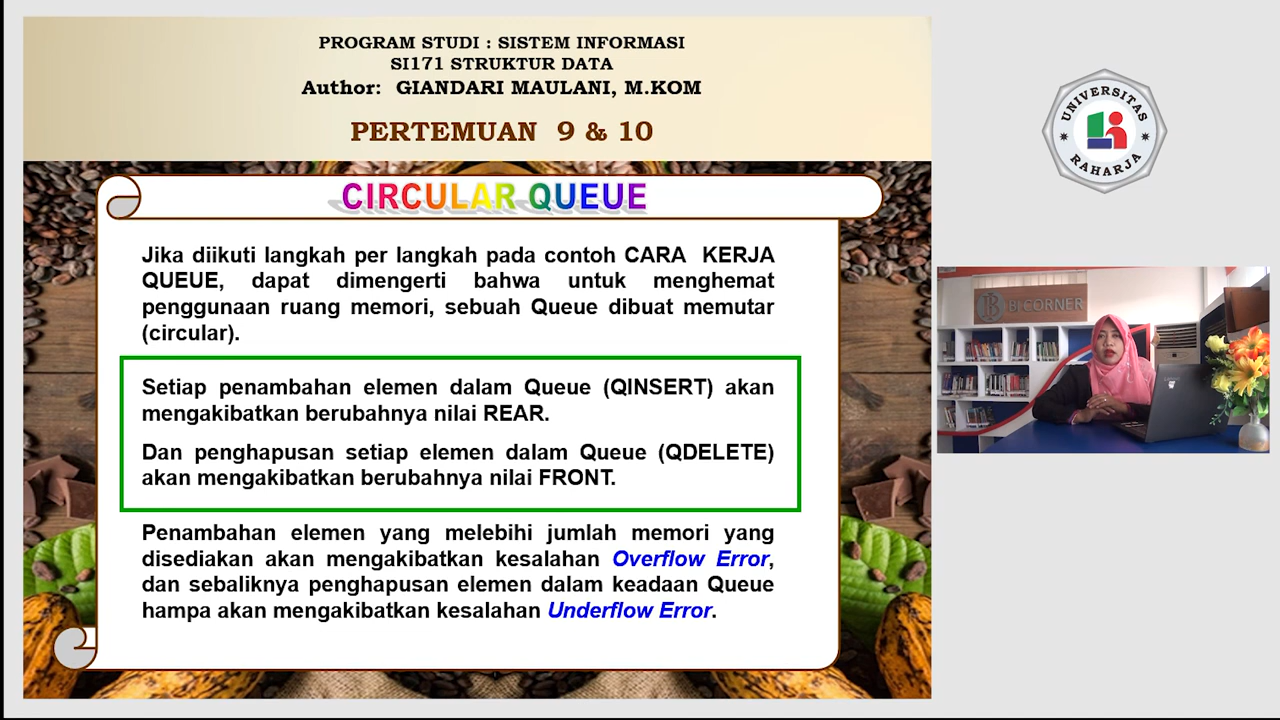 PROGRAM STUDI : SISTEM INFORMASI
SI171 STRUKTUR DATA
Author: GIANDARI MAULANI, M.KOM
PERTEMUAN 9 & 10
CIRCULAR QUEUE
Jika diikuti langkah per langkah pada contoh CARA KERJA
QUEUE, dapat dimengerti bahwa untuk menghemat
penggunaan ruang memori, sebuah Queue dibuat memutar
(circular).
Setiap penambahan elemen dalam Queue (QINSERT) akan
mengakibatkan berubahnya nilai REAR.
Dan penghapusan setiap elemen dalam Queue (QDELETE)
akan mengakibatkan berubahnya nilai FRONT.
Penambahan elemen yang melebihi jumlah memori yang
disediakan akan mengakibatkan kesalahan Overflow Error,
dan sebaliknya penghapusan elemen dalam keadaan Queue
hampa akan mengakibatkan kesalahan Underflow Error.
UNIVERSITAS
RAHARJA
BI CORNER